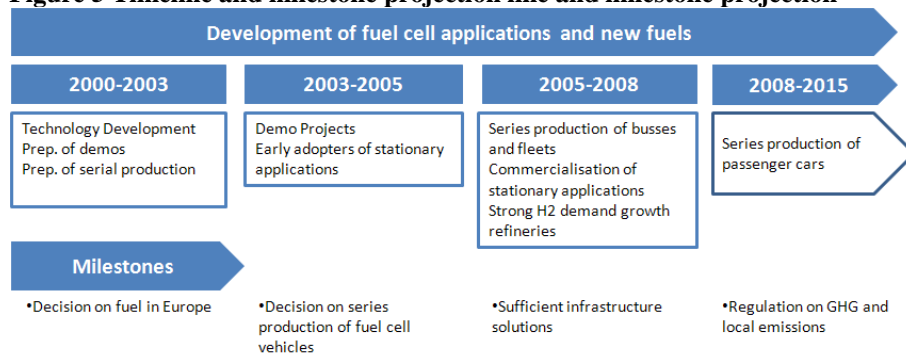 Figure 3 Timeline and milestone projection line and milestone projection
Development of fuel cell applications and new fuels
2000-2003
2003-2005
2005-2008
2008-2015
Technology Development
Prep. of demos
Prep. of serial production
Demo Projects
Early adopters of stationary
applications
Series production of busses
and fleets
Commercialisation of
stationary applications
Strong H2 demand growth
refineries
Series production of
passenger cars
Milestones
•Decision on fuel in Europe
•Decision on series
production of fuel cell
vehicles
•Sufficient infrastructure
solutions
•Regulation on GHG and
local emissions